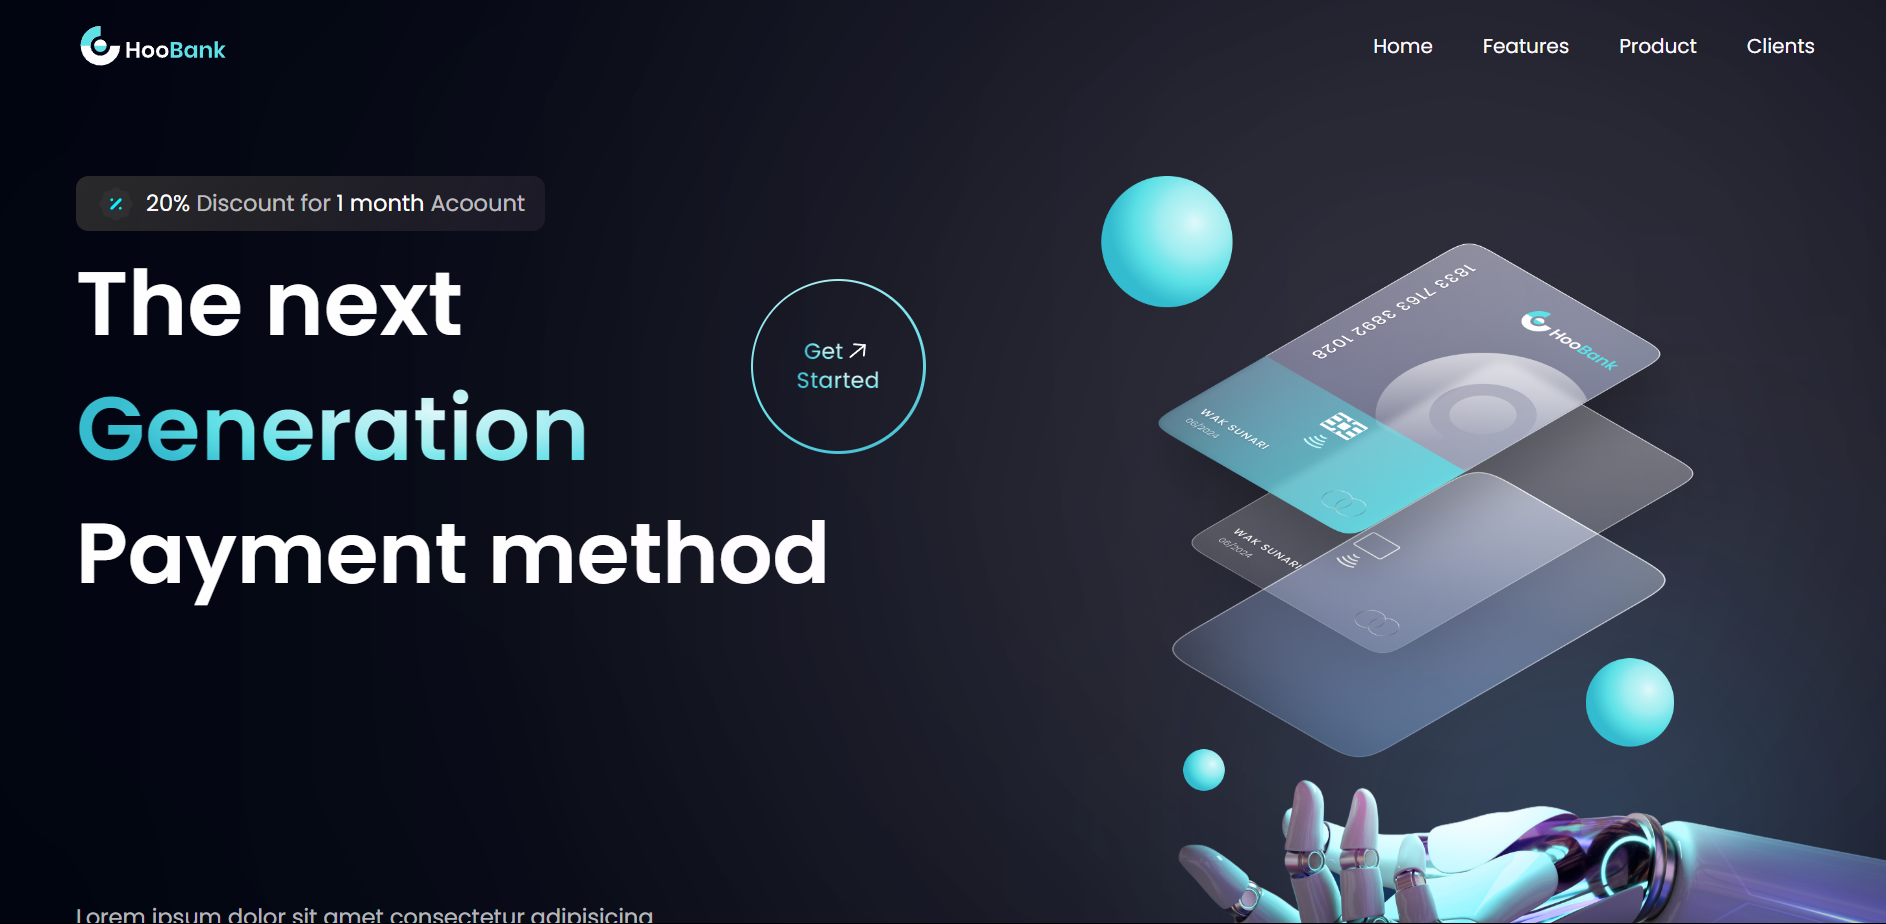 HooBank
Home Features Product Clients
20% Discount for 1 month Acoount
The next
Generation
Payment method
Get
Started
1833 7163 3892 1028
HooBank
WAK SUNARI
06/2024
WAK SUNARI
06/2024
Lorem ipsum dolor sit amet consectetur adipisicing